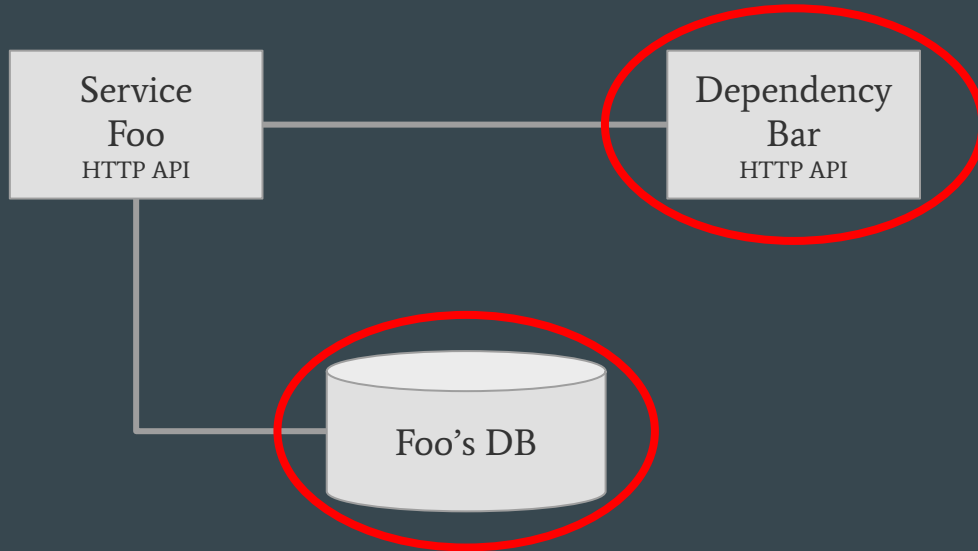 Service
Foo
HTTP API
Dependency
Bar
HTTP API
Foo’s DB